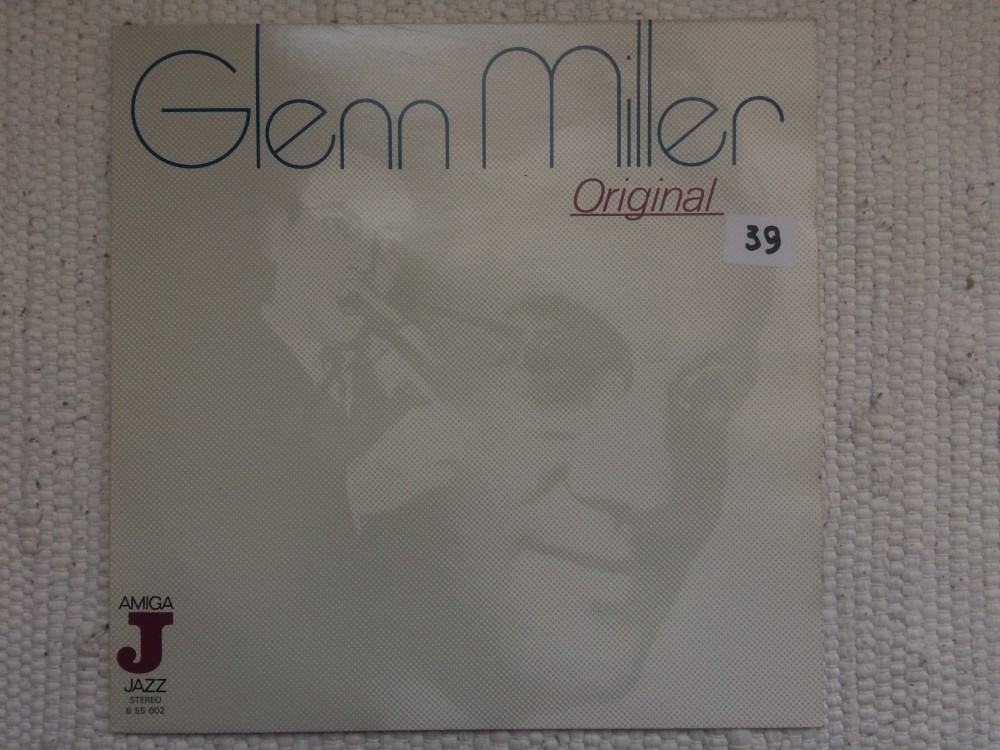 Glenn Miller
Original
39
AMIGA
J
JAZZ
STEREO
8 55 602